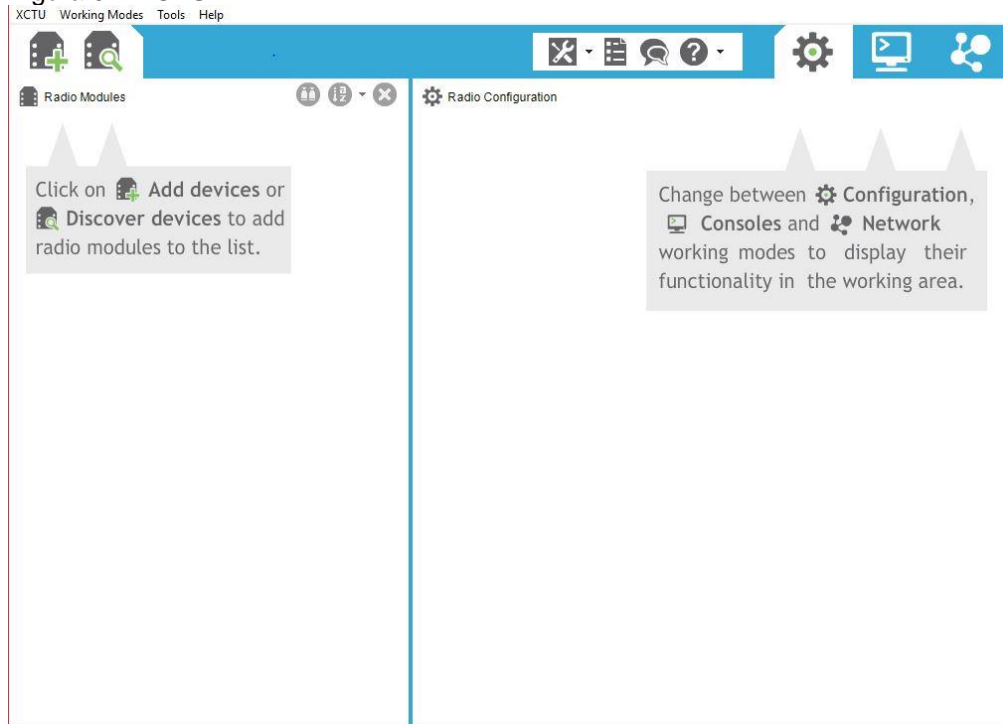 XCTU Working Modes Tools Help
Radio Modules
Radio Configuration
Click on Add devices or
Discover devices to add
radio modules to the list.
Change between Configuration,
Consoles and Network
working modes to display their
functionality in the working area.